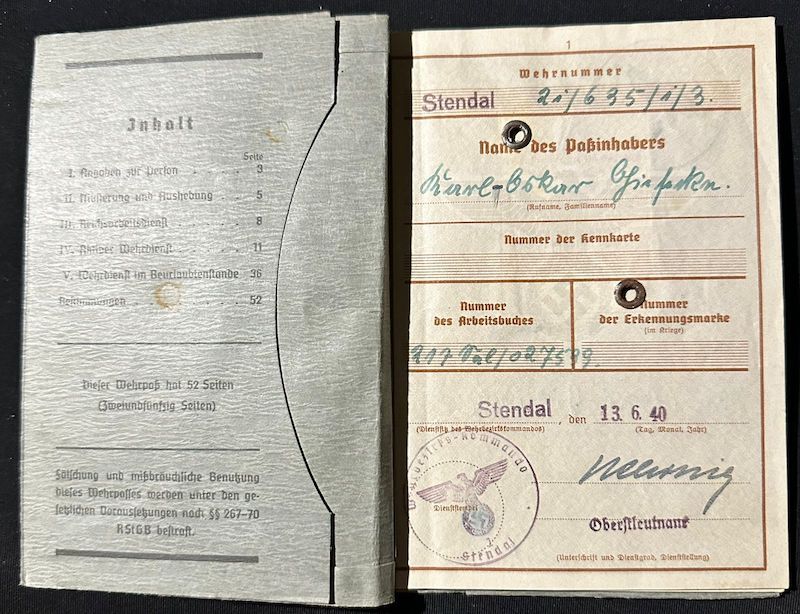 Inhalt
Seite
I. Angaben zur Person . . . . . 3
II. Musterung und Aushebung . . . 5
III. Reichsarbeitsdienst . . . . . 8
IV. Aktiver Wehrdienst . . . . . 11
V. Wehrdienst im Beurlaubtenstande 36
Bemerkungen . . . . . 52
Dieser Wehrpaß hat 52 Seiten
(Zweiundfünfzig Seiten)
Fälschung und mißbräuchliche Benutzung
dieses Wehrpasses werden unter den ge-
setzlichen Voraussetzungen nach §§ 267-70
RStGB bestraft.
1
Wehrnummer
Stendal 21/635/1/3.
Name des Paßinhabers
Karl-Oskar
(Rufname, Familienname)
Nummer der Kennkarte
Nummer
des Arbeitsbuches
Nummer
der Erkennungsmarke
(im Kriege)
Stendal, den 13. 6. 40
(Dienstsitz des Wehrbezirkskommandos)
(Tag, Monat, Jahr)
Wehrbezirks-Kommando
Dienststempel
Stendal
Oberstleutnant
(Unterschrift und Dienstgrad, Dienststellung)